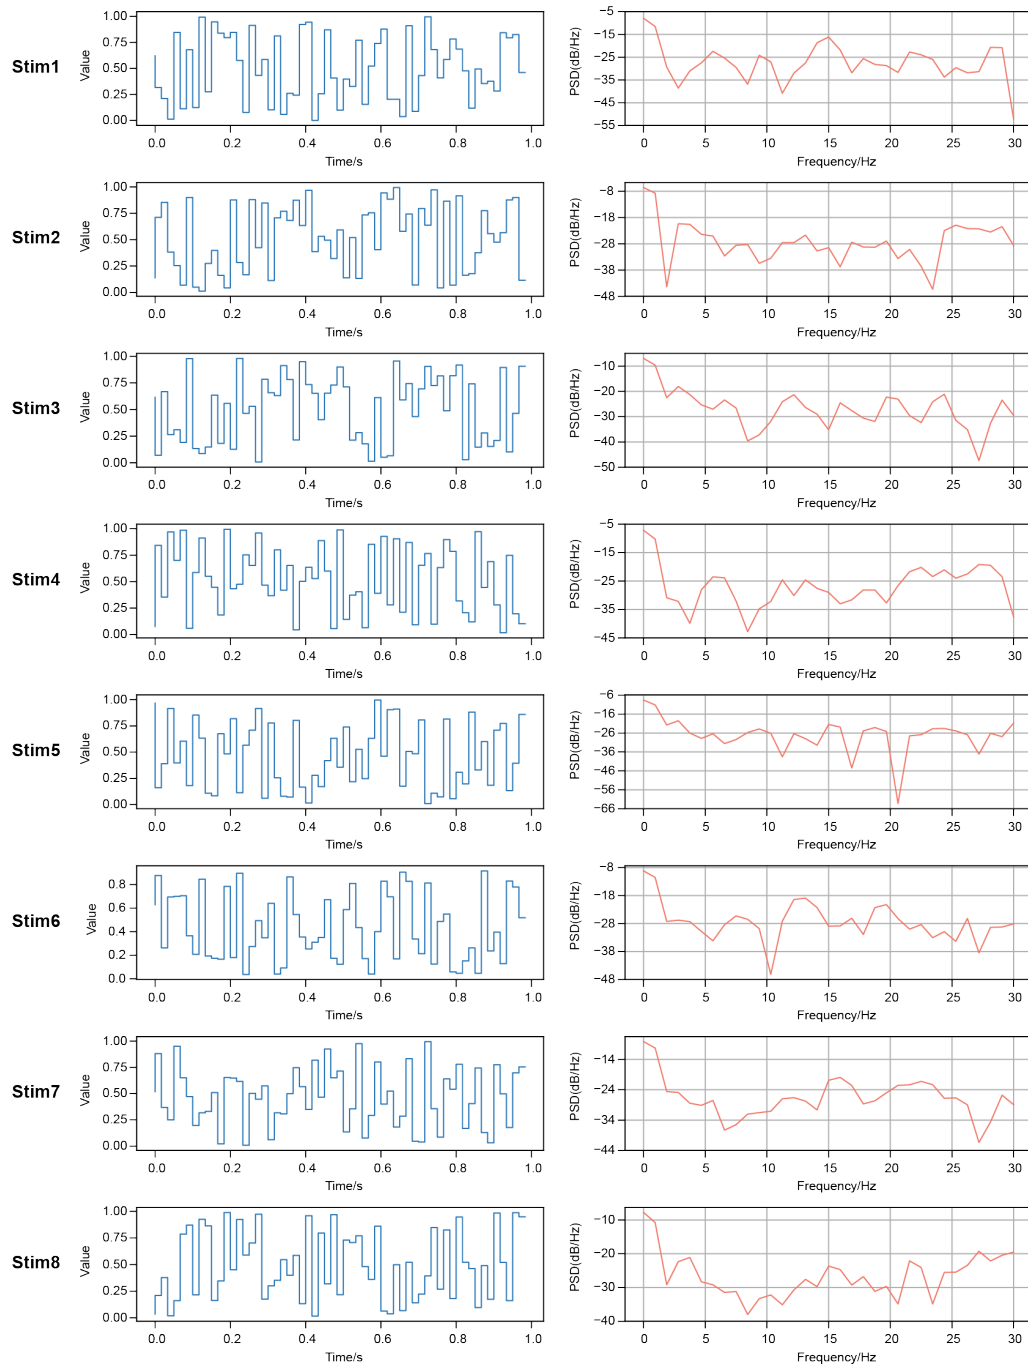 Stim1
Value
1.00
0.75
0.50
0.25
0.00
0.0 0.2 0.4 0.6 0.8 1.0
Time/s
PSD(dB/Hz)
−5
−15
−25
−35
−45
−55
0 5 10 15 20 25 30
Frequency/Hz
Stim2
Value
1.00
0.75
0.50
0.25
0.00
0.0 0.2 0.4 0.6 0.8 1.0
Time/s
PSD(dB/Hz)
−8
−18
−28
−38
−48
0 5 10 15 20 25 30
Frequency/Hz
Stim3
Value
1.00
0.75
0.50
0.25
0.00
0.0 0.2 0.4 0.6 0.8 1.0
Time/s
PSD(dB/Hz)
−10
−20
−30
−40
−50
0 5 10 15 20 25 30
Frequency/Hz
Stim4
Value
1.00
0.75
0.50
0.25
0.00
0.0 0.2 0.4 0.6 0.8 1.0
Time/s
PSD(dB/Hz)
−5
−15
−25
−35
−45
0 5 10 15 20 25 30
Frequency/Hz
Stim5
Value
1.00
0.75
0.50
0.25
0.00
0.0 0.2 0.4 0.6 0.8 1.0
Time/s
PSD(dB/Hz)
−6
−16
−26
−36
−46
−56
−66
0 5 10 15 20 25 30
Frequency/Hz
Stim6
Value
0.8
0.6
0.4
0.2
0.0
0.0 0.2 0.4 0.6 0.8 1.0
Time/s
PSD(dB/Hz)
−8
−18
−28
−38
−48
0 5 10 15 20 25 30
Frequency/Hz
Stim7
Value
1.00
0.75
0.50
0.25
0.00
0.0 0.2 0.4 0.6 0.8 1.0
Time/s
PSD(dB/Hz)
−14
−24
−34
−44
0 5 10 15 20 25 30
Frequency/Hz
Stim8
Value
1.00
0.75
0.50
0.25
0.00
0.0 0.2 0.4 0.6 0.8 1.0
Time/s
PSD(dB/Hz)
−10
−20
−30
−40
0 5 10 15 20 25 30
Frequency/Hz